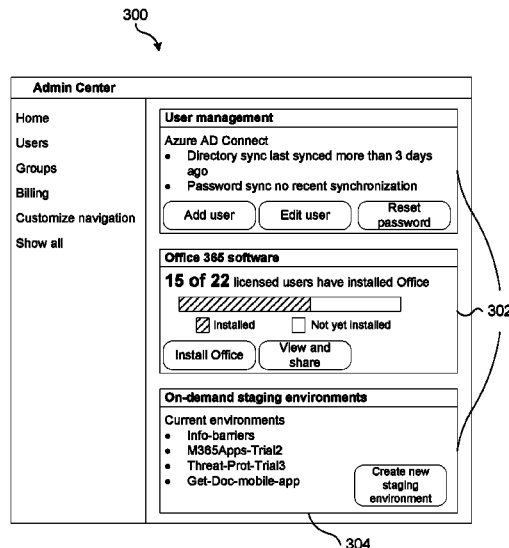 300
Admin Center
Home
Users
Groups
Billing
Customize navigation
Show all
User management
Azure AD Connect
• Directory sync last synced more than 3 days
ago
• Password sync no recent synchronization
Add user
Edit user
Reset
password
Office 365 software
15 of 22 licensed users have installed Office
Installed
Not yet installed
Install Office
View and
share
302
On-demand staging environments
Current environments
• Info-barriers
• M365Apps-Trial2
• Threat-Prot-Trial3
• Get-Doc-mobile-app
Create new
staging
environment
304